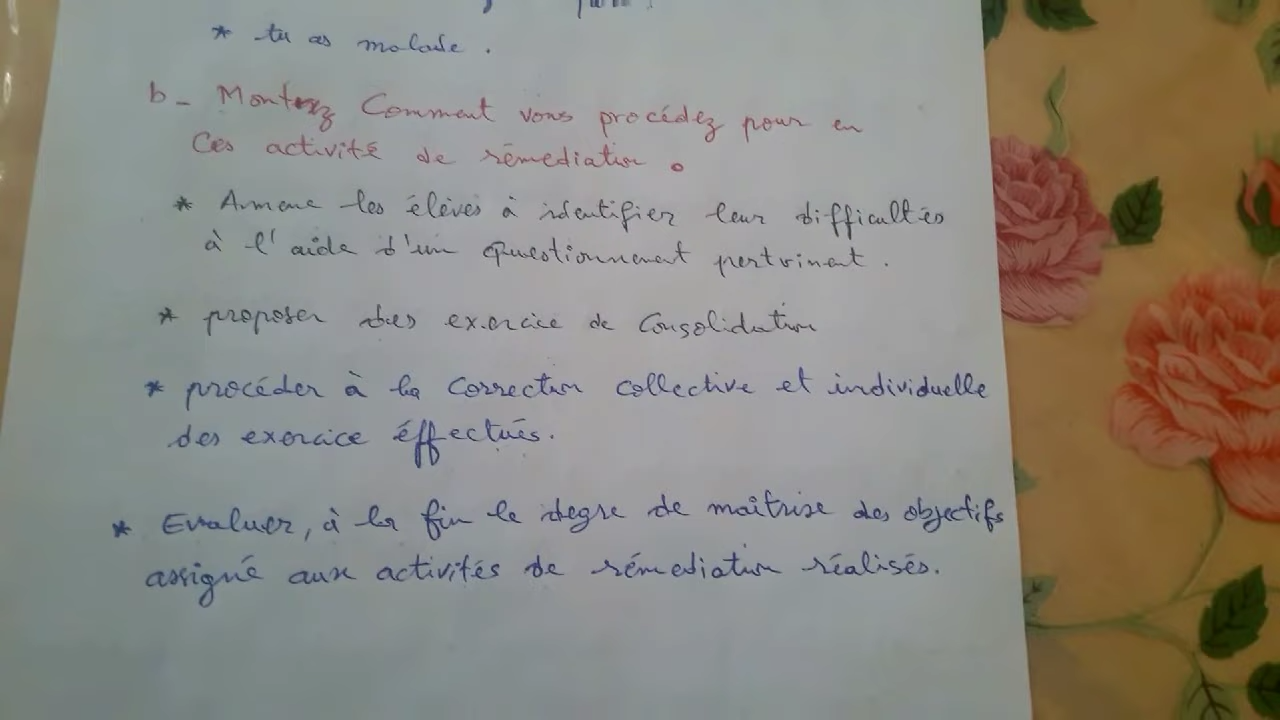 * tu as malade.
b- Montrez Comment vous procédez pour en
Ces activité de rémediation.
* Amene les élèves à identifier leur difficultés
à l'aide d'un questionnement pertvinent.
* proposer des exercice de Consolidation
* procéder à la correction collective et individuelle
des exercice éffectués.
* Evaluer, à la fin le degre de maîtrise des objectifs
assigné aux activités de rémediation réalisés.